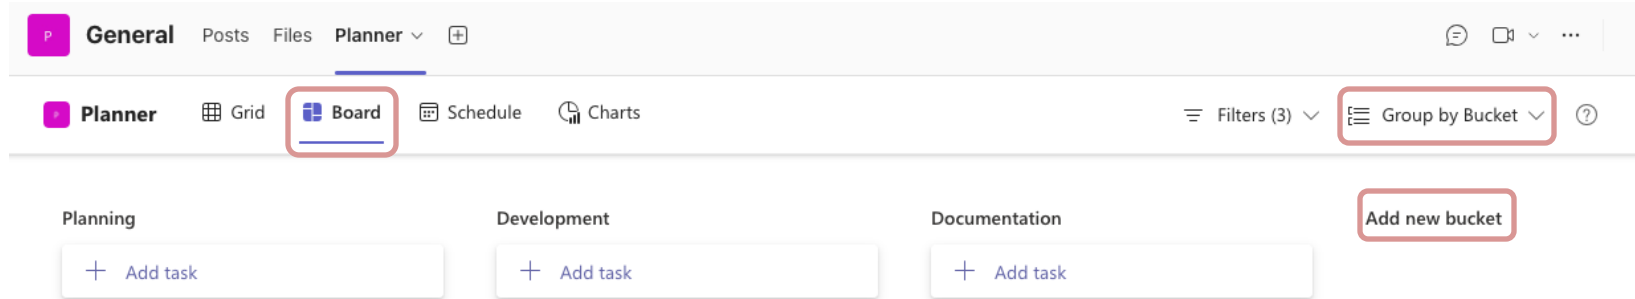 P General Posts Files Planner
P Planner Grid Board Schedule Charts Filters (3) Group by Bucket ?
Planning Development Documentation Add new bucket
+ Add task + Add task + Add task